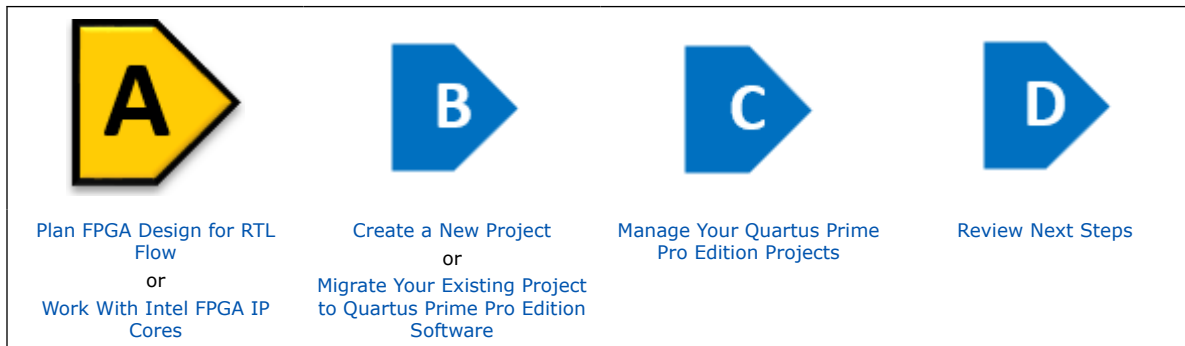 A
B
C
D
Plan FPGA Design for RTL
Flow
or
Work With Intel FPGA IP
Cores
Create a New Project
or
Migrate Your Existing Project
to Quartus Prime Pro Edition
Software
Manage Your Quartus Prime
Pro Edition Projects
Review Next Steps